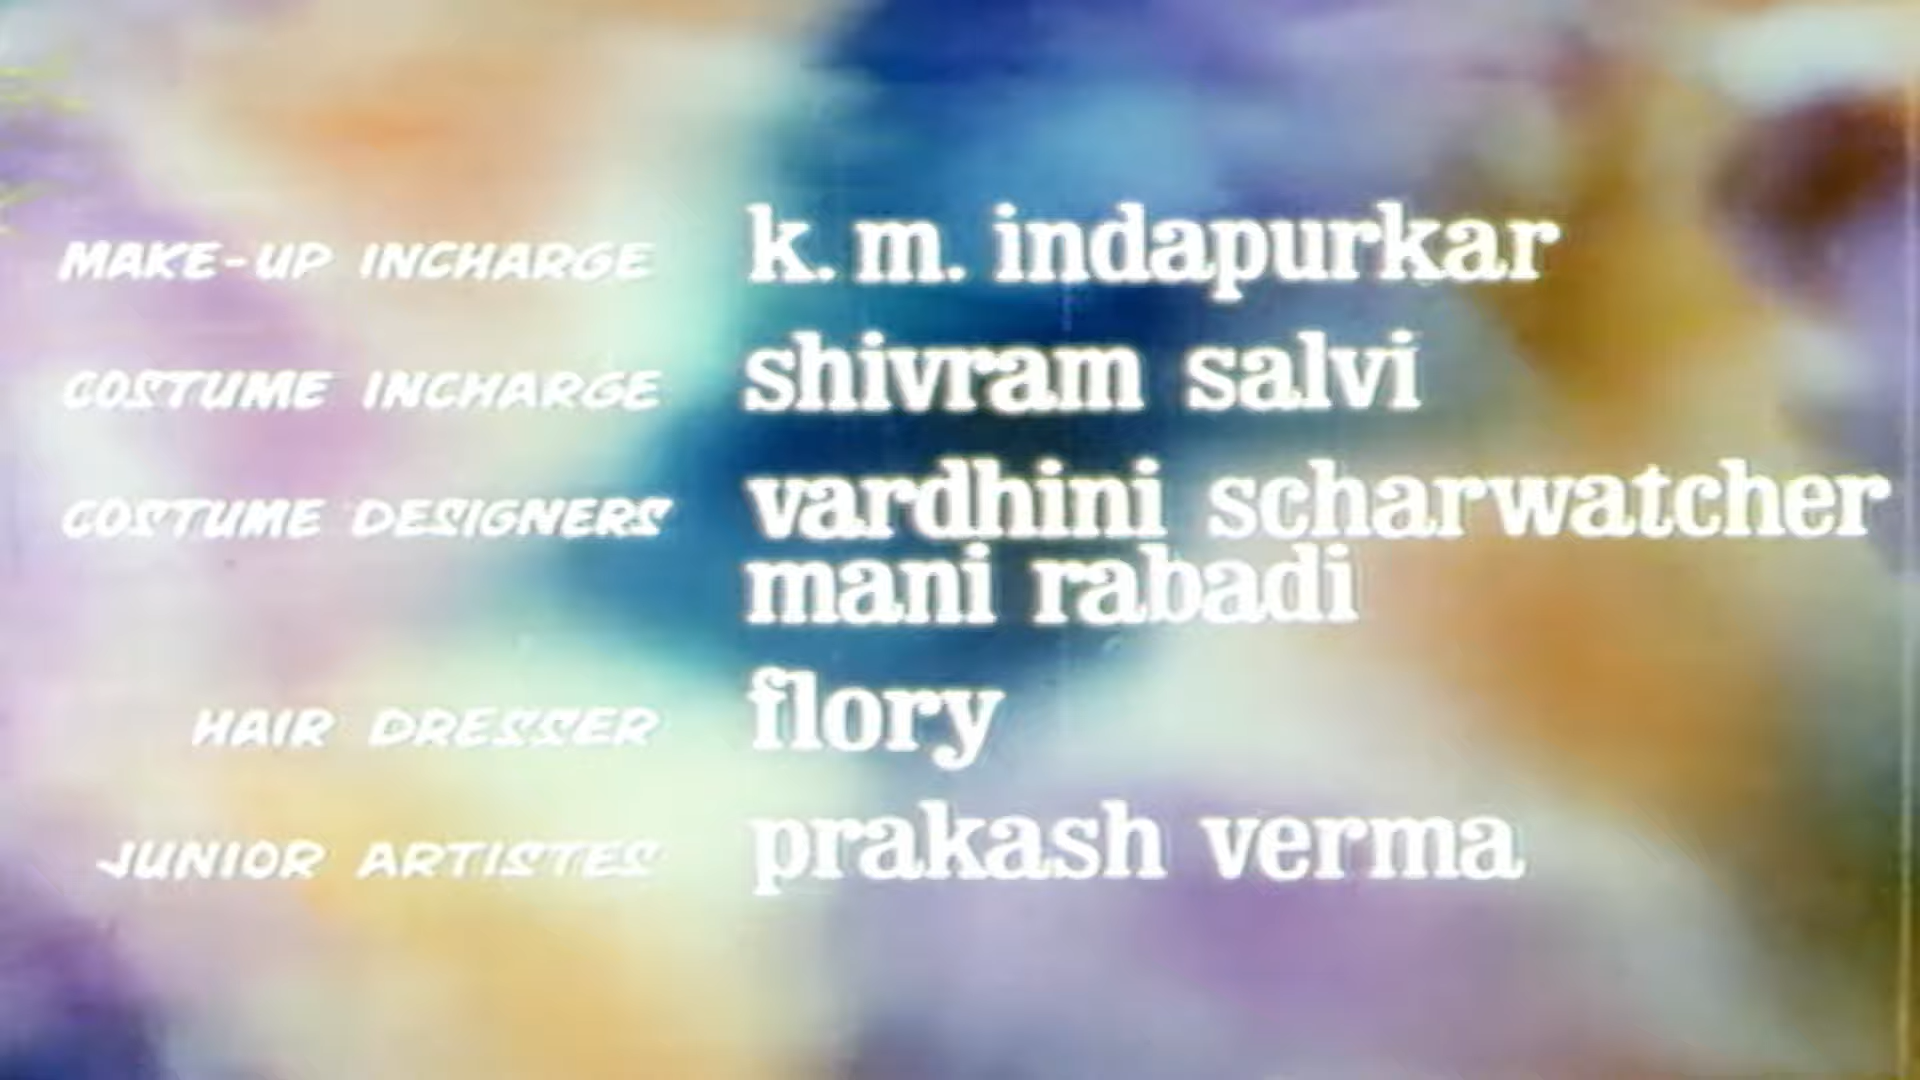 MAKE-UP INCHARGE k. m. indapurkar
COSTUME INCHARGE shivram salvi
COSTUME DESIGNERS vardhini scharwatcher
mani rabadi
HAIR DRESSER flory
JUNIOR ARTISTES prakash verma